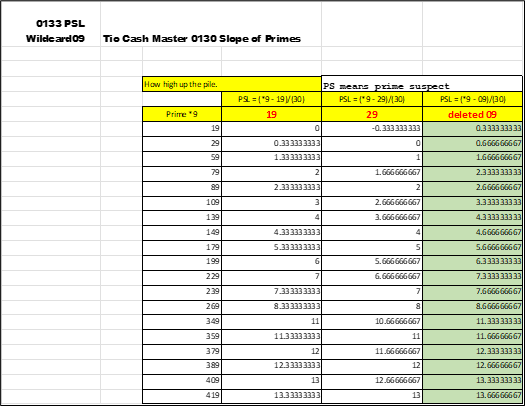 0133 PSL
Wildcard09 Tio Cash Master 0130 Slope of Primes
How high up the pile. PS means prime suspect
PSL = (*9 - 19)/(30) PSL = (*9 - 29)/(30) PSL = (*9 - 09)/(30)
Prime *9 19 29 deleted 09
19 0 -0.333333333 0.333333333
29 0.333333333 0 0.666666667
59 1.333333333 1 1.666666667
79 2 1.666666667 2.333333333
89 2.333333333 2 2.666666667
109 3 2.666666667 3.333333333
139 4 3.666666667 4.333333333
149 4.333333333 4 4.666666667
179 5.333333333 5 5.666666667
199 6 5.666666667 6.333333333
229 7 6.666666667 7.333333333
239 7.333333333 7 7.666666667
269 8.333333333 8 8.666666667
349 11 10.66666667 11.33333333
359 11.33333333 11 11.66666667
379 12 11.66666667 12.33333333
389 12.33333333 12 12.66666667
409 13 12.66666667 13.33333333
419 13.33333333 13 13.66666667